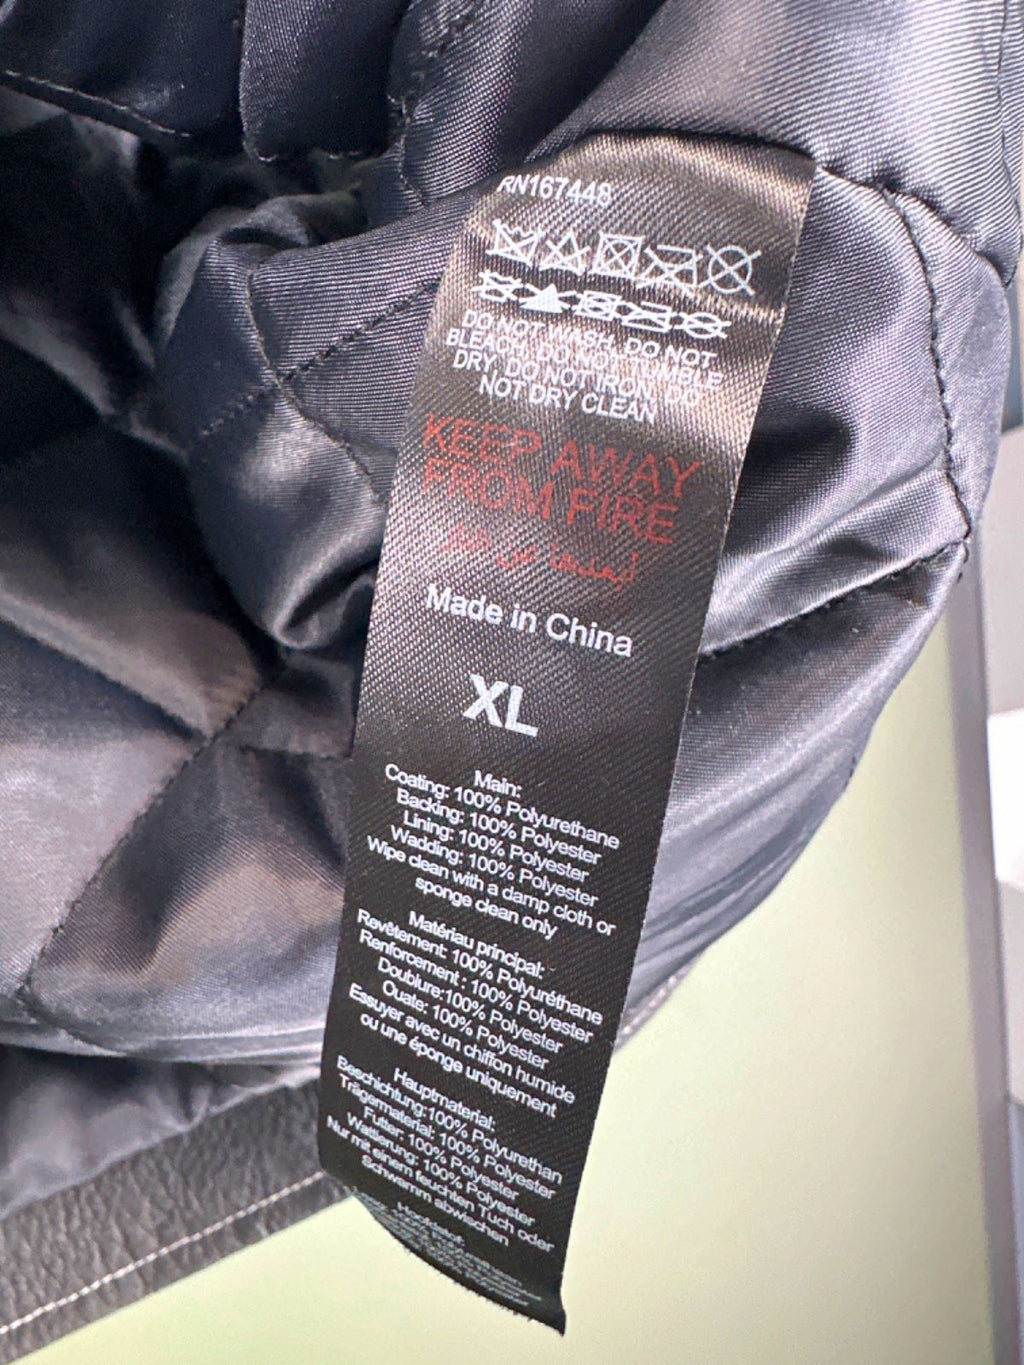 RN167448
DO NOT WASH, DO NOT
BLEACH, DO NOT TUMBLE
DRY, DO NOT IRON, DO
NOT DRY CLEAN
KEEP AWAY
FROM FIRE
Made in China
XL
Main:
Coating: 100% Polyurethane
Backing: 100% Polyester
Lining: 100% Polyester
Wadding: 100% Polyester
Wipe clean with a damp cloth or
sponge clean only
Matériau principal:
Revêtement: 100% Polyuréthane
Renforcement : 100% Polyester
Doublure:100% Polyester
Ouate: 100% Polyester
Essuyer avec un chiffon humide
ou une éponge uniquement
Hauptmaterial:
Beschichtung:100% Polyurethan
Trägermaterial: 100% Polyester
Futter: 100% Polyester
Wattierung: 100% Polyester
Nur mit einem feuchten Tuch oder
Schwamm abwischen